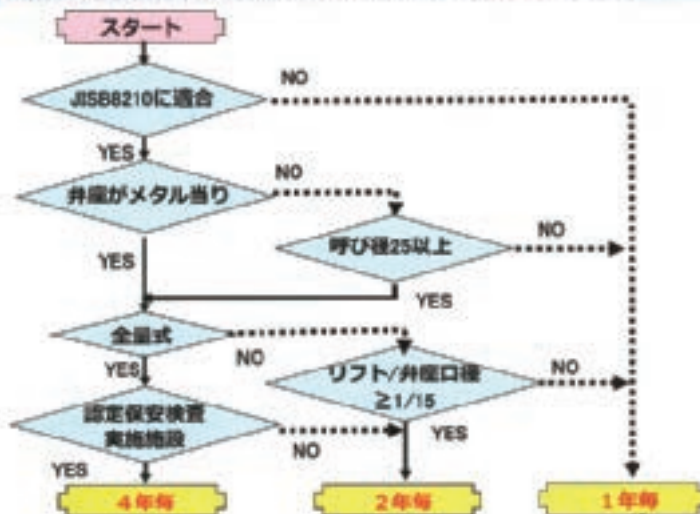 スタート
JISB8210に適合
NO
YES
弁座がメタル当り
NO
呼び径25以上
NO
YES
YES
全量式
NO
リフト/弁座口径
≧1/15
NO
YES
認定保安検査
実施施設
NO
YES
YES
4年毎
2年毎
1年毎